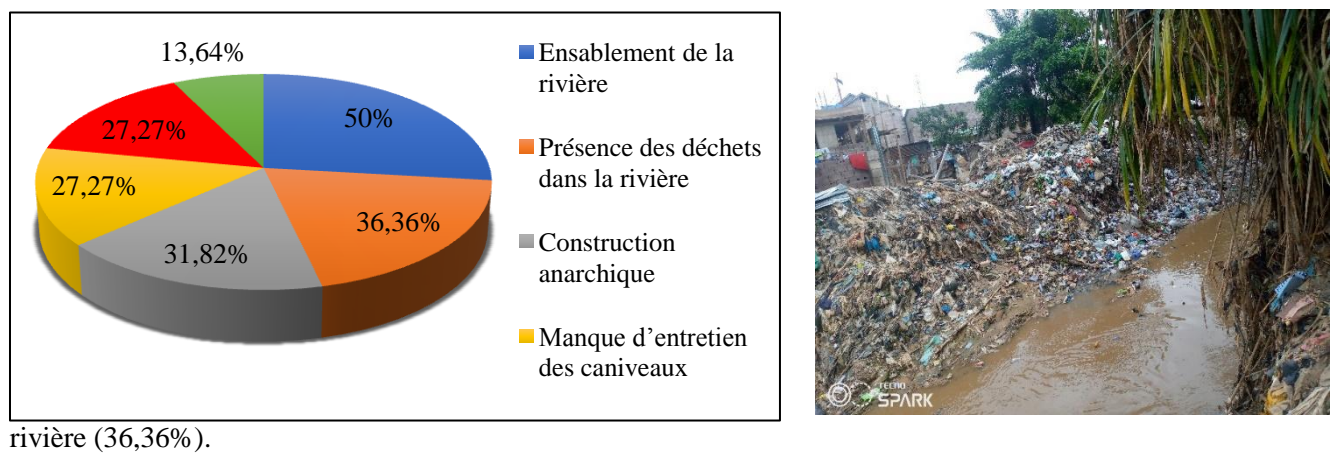 13,64%
50%
27,27%
27,27%
36,36%
31,82%
Ensablement de la
rivière
Présence des déchets
dans la rivière
Construction
anarchique
Manque d’entretien
des caniveaux
TECNO
SPARK
rivière (36,36%).